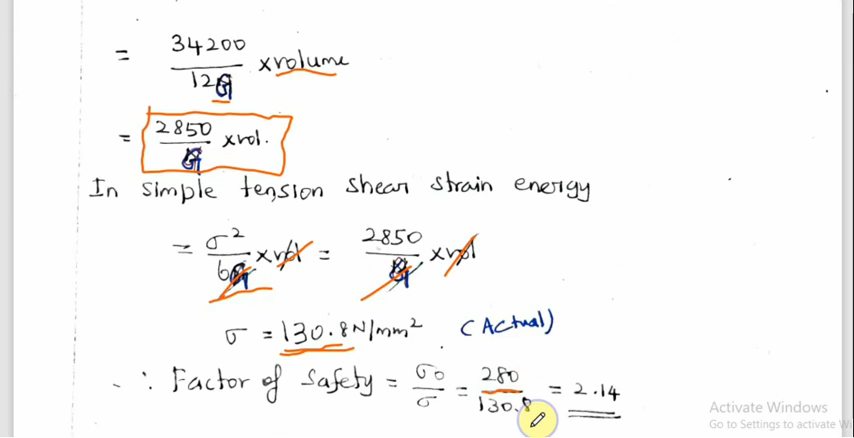 = 34200/12G × volume
= 2850/G × vol.
In simple tension shear strain energy
= σ²/6G × vol = 2850/G × vol
σ = 130.8 N/mm² (Actual)
∴ Factor of safety = σ₀/σ = 280/130.8 = 2.14
Activate Windows
Go to Settings to activate W